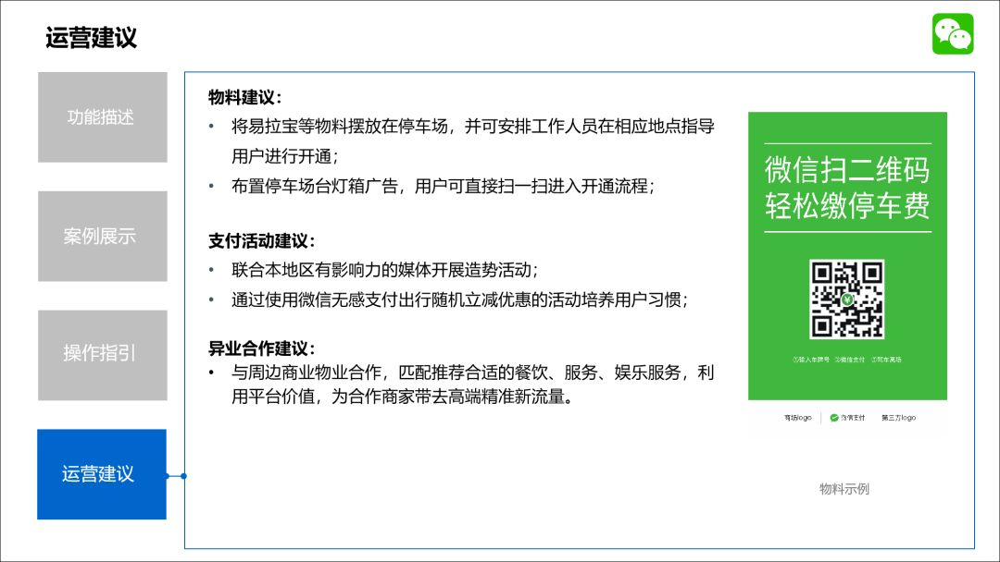 运营建议
功能描述
案例展示
操作指引
运营建议
物料建议：
• 将易拉宝等物料摆放在停车场，并可安排工作人员在相应地点指导
用户进行开通；
• 布置停车场台灯箱广告，用户可直接扫一扫进入开通流程；
支付活动建议：
• 联合本地区有影响力的媒体开展造势活动；
• 通过使用微信无感支付出行随机立减优惠的活动培养用户习惯；
异业合作建议：
• 与周边商业物业合作，匹配推荐合适的餐饮、服务、娱乐服务，利
用平台价值，为合作商家带去高端精准新流量。
微信扫二维码
轻松缴停车费
①输入车牌号 ②微信支付 ③驾车离场
商场logo 微信支付 第三方logo
物料示例